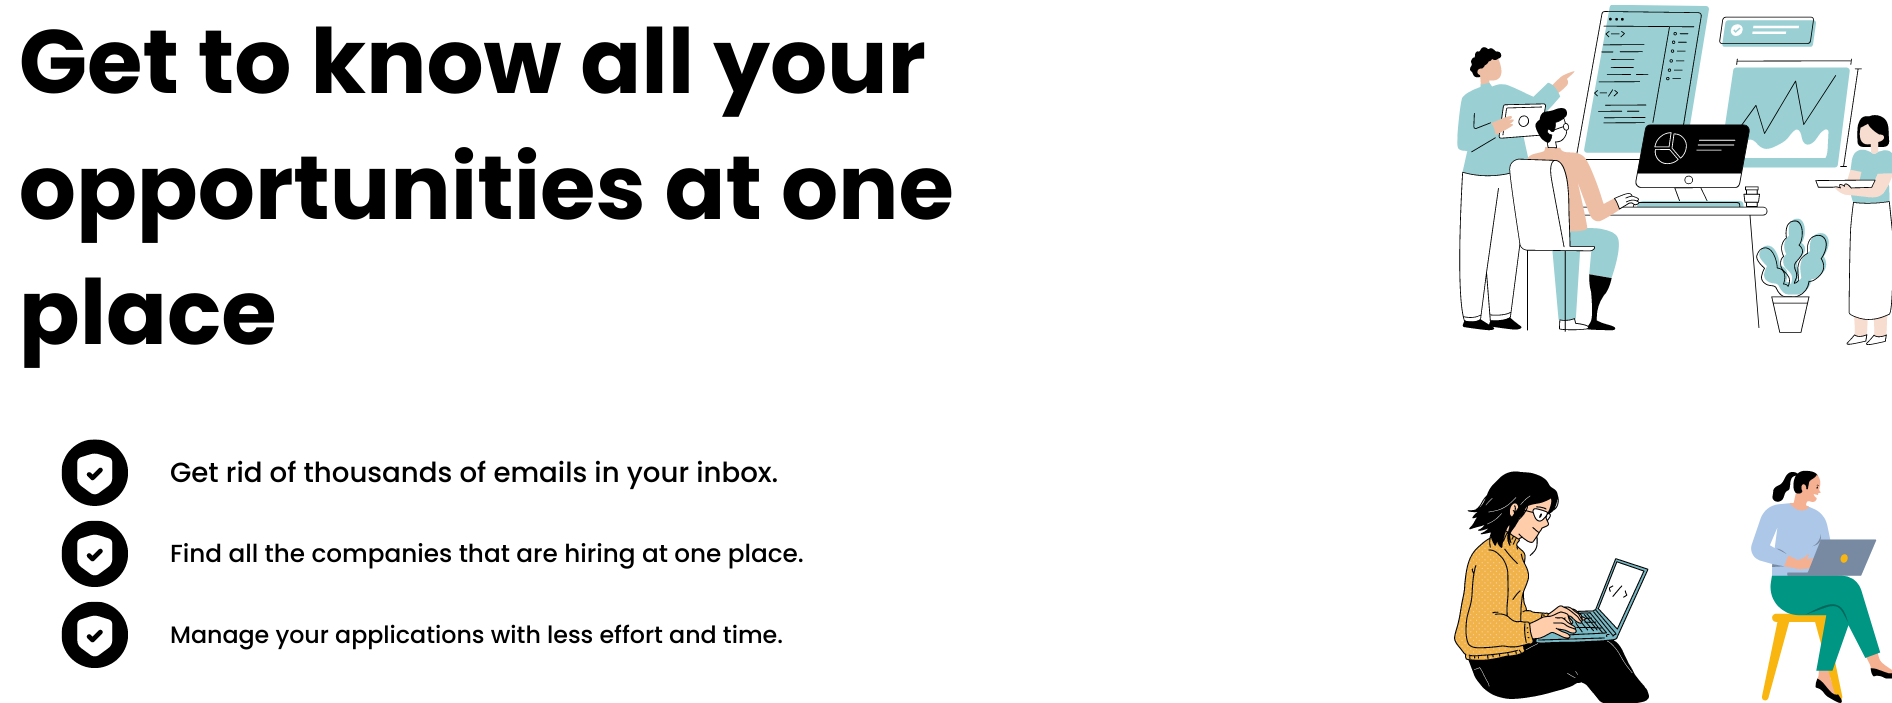 Get to know all your
opportunities at one
place
Get rid of thousands of emails in your inbox.
Find all the companies that are hiring at one place.
Manage your applications with less effort and time.
<-->
<--/>
</>